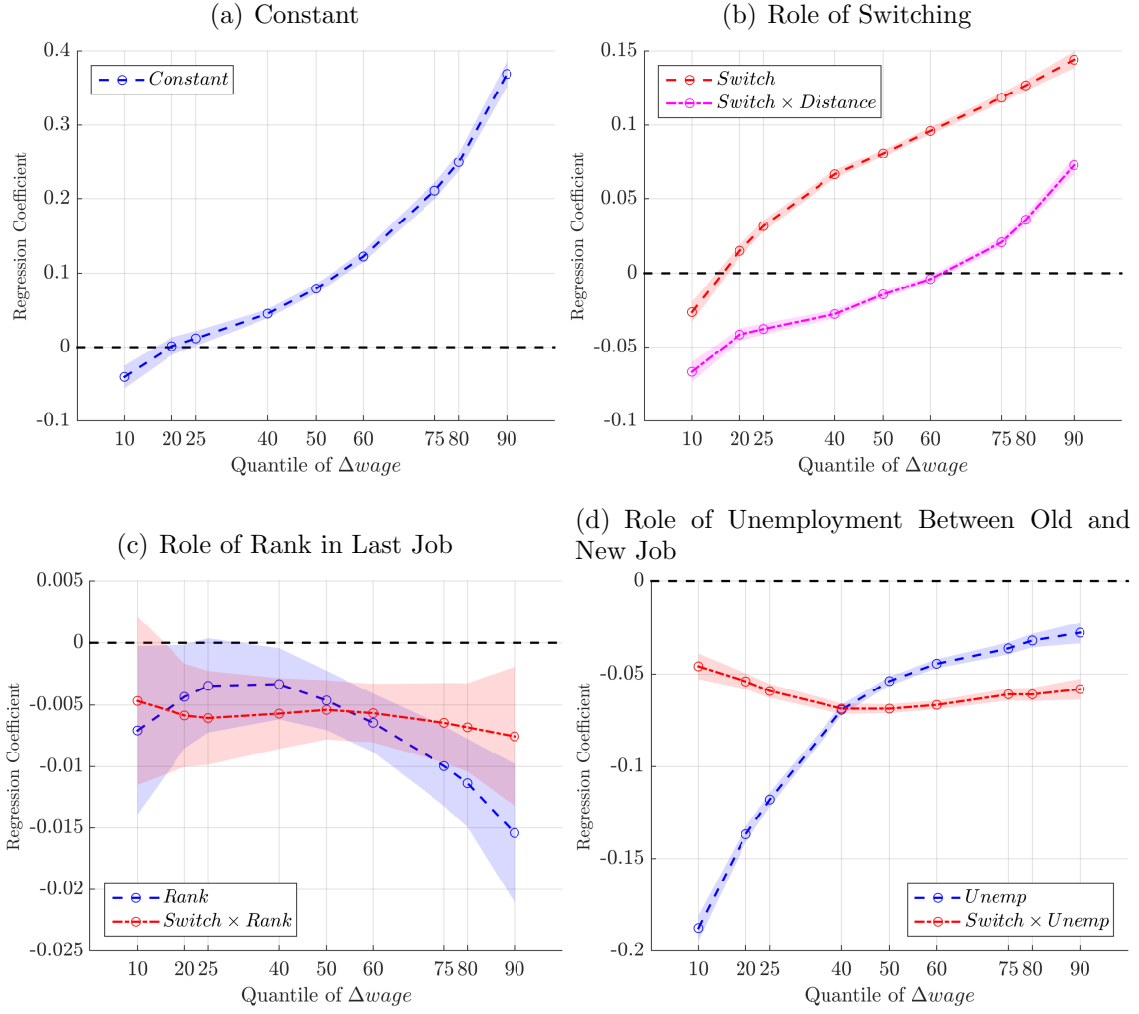 (a) Constant
0.4
0.3
0.2
0.1
0
-0.1
Regression Coefficient
Constant
10 20 25 40 50 60 75 80 90
Quantile of Δwage
(b) Role of Switching
0.15
0.1
0.05
0
-0.05
-0.1
Regression Coefficient
Switch
Switch × Distance
10 20 25 40 50 60 75 80 90
Quantile of Δwage
(c) Role of Rank in Last Job
0.005
0
-0.005
-0.01
-0.015
-0.02
-0.025
Regression Coefficient
Rank
Switch × Rank
10 20 25 40 50 60 75 80 90
Quantile of Δwage
(d) Role of Unemployment Between Old and
New Job
0
-0.05
-0.1
-0.15
-0.2
Regression Coefficient
Unemp
Switch × Unemp
10 20 25 40 50 60 75 80 90
Quantile of Δwage